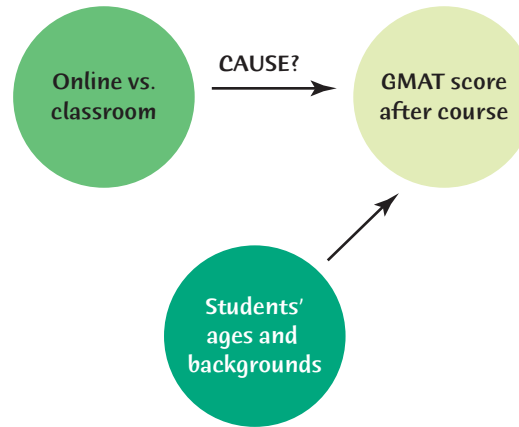 Online vs.
classroom
CAUSE?
GMAT score
after course
Students'
ages and
backgrounds